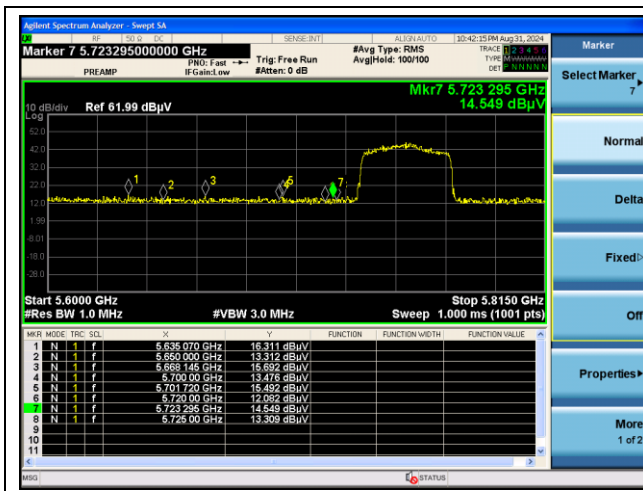 Agilent Spectrum Analyzer - Swept SA
RF 50 Ω DC SENSE:INT ALIGN AUTO 10:42:15 PM Aug 31, 2024
Marker 7 5.723295000000 GHz
#Avg Type: RMS
TRACE 1 2 3 4 5 6
PREAMP
PNO: Fast
Trig: Free Run
Avg|Hold: 100/100
TYPE
IFGain:Low
#Atten: 0 dB
DET P N N N N N
Mkr7 5.723 295 GHz
14.549 dBµV
10 dB/div Ref 61.99 dBµV
Log
52.0
42.0
32.0
22.0
12.0
1.99
-8.01
-18.0
-28.0
1
2
3
5
7
Start 5.6000 GHz Stop 5.8150 GHz
#Res BW 1.0 MHz #VBW 3.0 MHz Sweep 1.000 ms (1001 pts)
MKR MODE TRC SCL X Y FUNCTION FUNCTION WIDTH FUNCTION VALUE
1 N 1 f 5.635 070 GHz 16.311 dBµV
2 N 1 f 5.650 000 GHz 13.312 dBµV
3 N 1 f 5.668 145 GHz 15.692 dBµV
4 N 1 f 5.700 00 GHz 13.476 dBµV
5 N 1 f 5.701 720 GHz 15.492 dBµV
6 N 1 f 5.720 00 GHz 12.082 dBµV
7 N 1 f 5.723 295 GHz 14.549 dBµV
8 N 1 f 5.725 00 GHz 13.309 dBµV
9
10
11
MSG STATUS
Marker
Select Marker
7
Normal
Delta
Fixed
Off
Properties
More
1 of 2